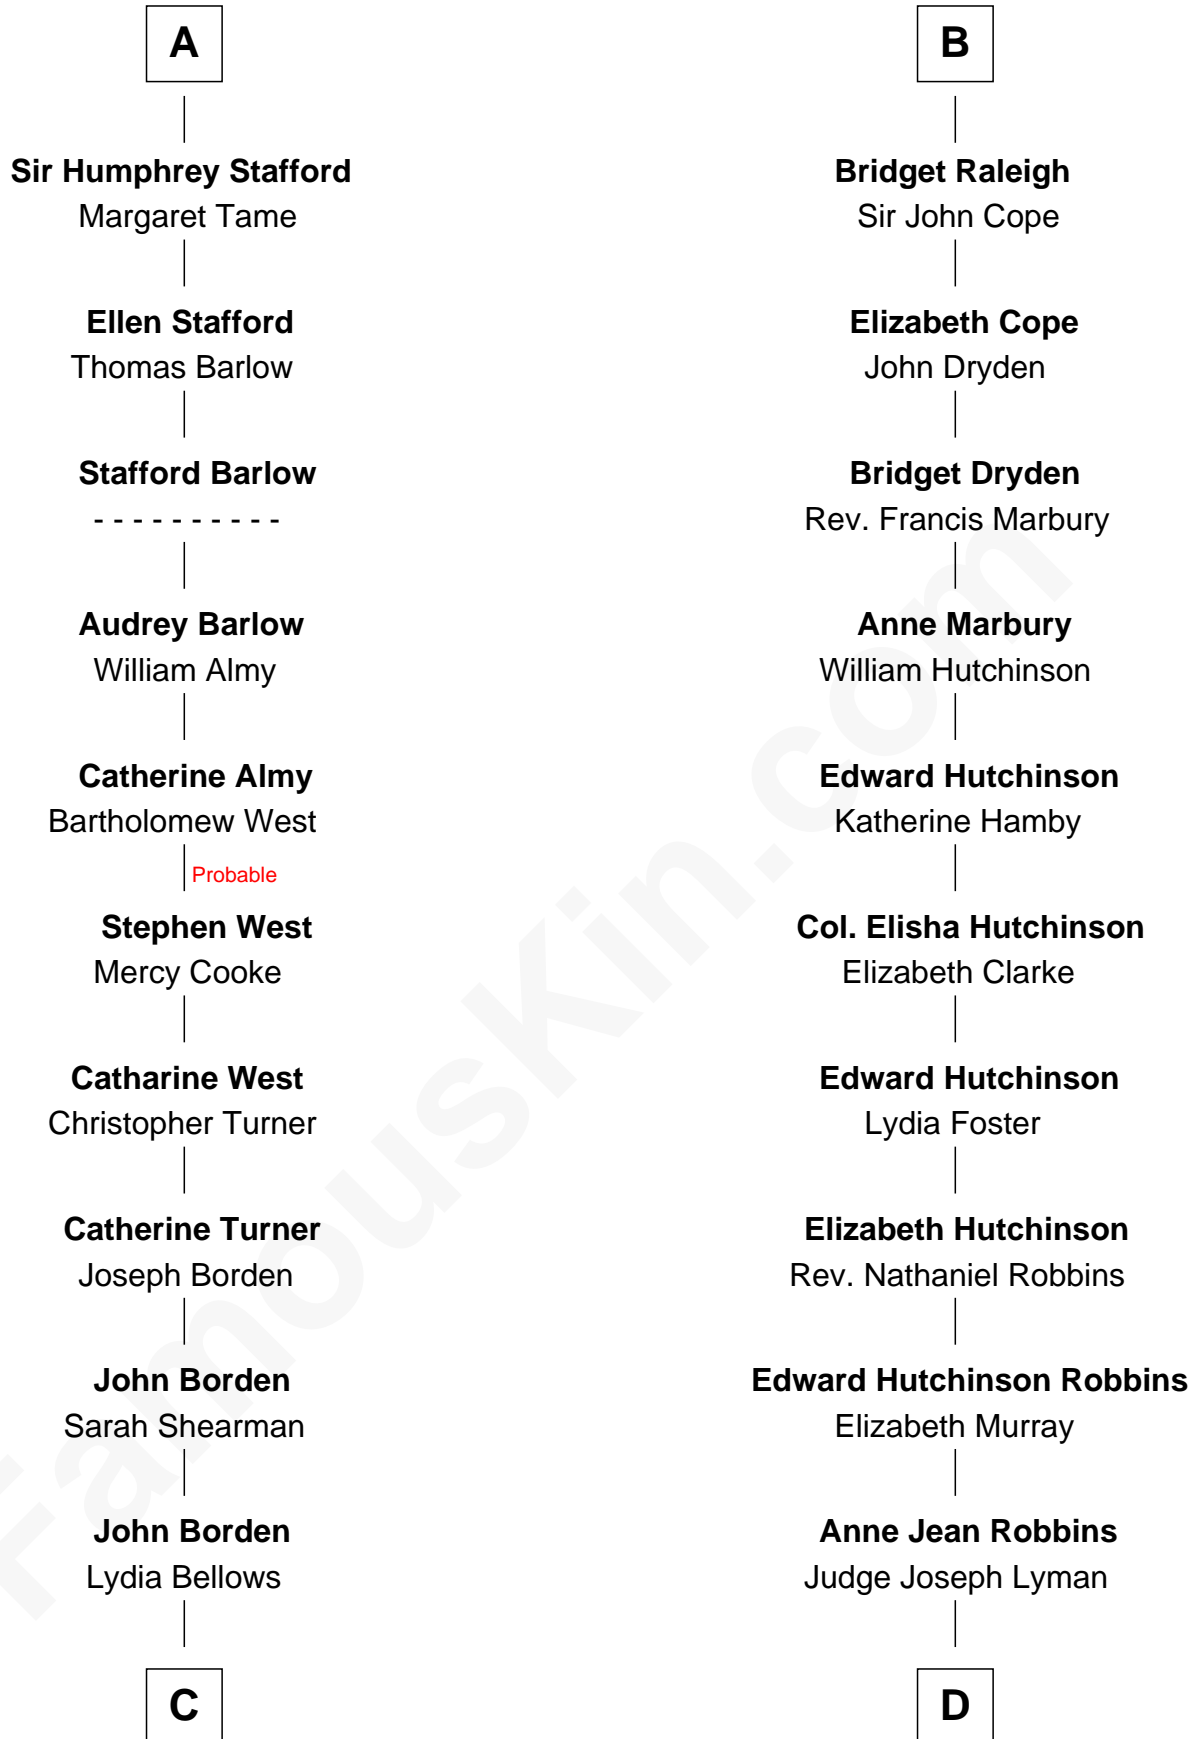 A
Sir Humphrey Stafford
Margaret Tame
Ellen Stafford
Thomas Barlow
Stafford Barlow
- - - - - - - - - -
Audrey Barlow
William Almy
Catherine Almy
Bartholomew West
Probable
Stephen West
Mercy Cooke
Catharine West
Christopher Turner
Catherine Turner
Joseph Borden
John Borden
Sarah Shearman
John Borden
Lydia Bellows
C
B
Bridget Raleigh
Sir John Cope
Elizabeth Cope
John Dryden
Bridget Dryden
Rev. Francis Marbury
Anne Marbury
William Hutchinson
Edward Hutchinson
Katherine Hamby
Col. Elisha Hutchinson
Elizabeth Clarke
Edward Hutchinson
Lydia Foster
Elizabeth Hutchinson
Rev. Nathaniel Robbins
Edward Hutchinson Robbins
Elizabeth Murray
Anne Jean Robbins
Judge Joseph Lyman
D
FamousKin.com